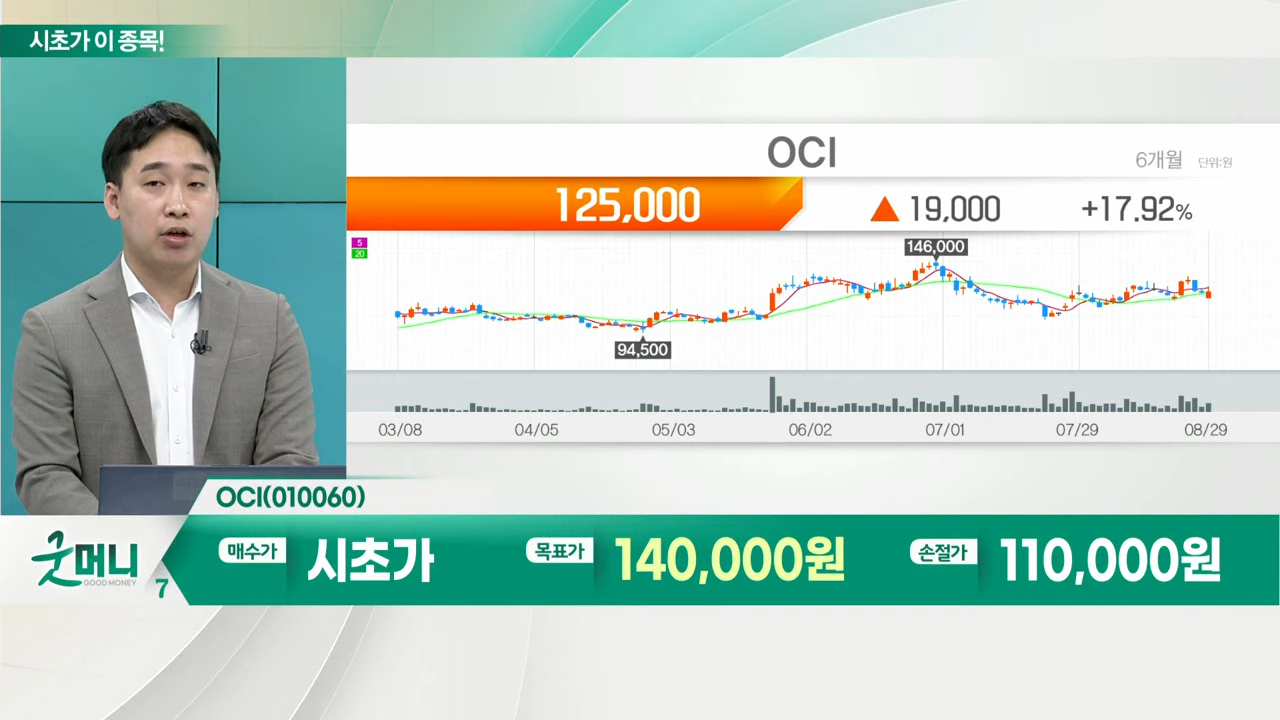 시초가 이 종목!
OCI
6개월 단위:원
125,000 ▲ 19,000 +17.92%
5
20
146,000
94,500
03/08 04/05 05/03 06/02 07/01 07/29 08/29
OCI(010060)
굿머니
GOOD MONEY
7
매수가 시초가 목표가 140,000원 손절가 110,000원